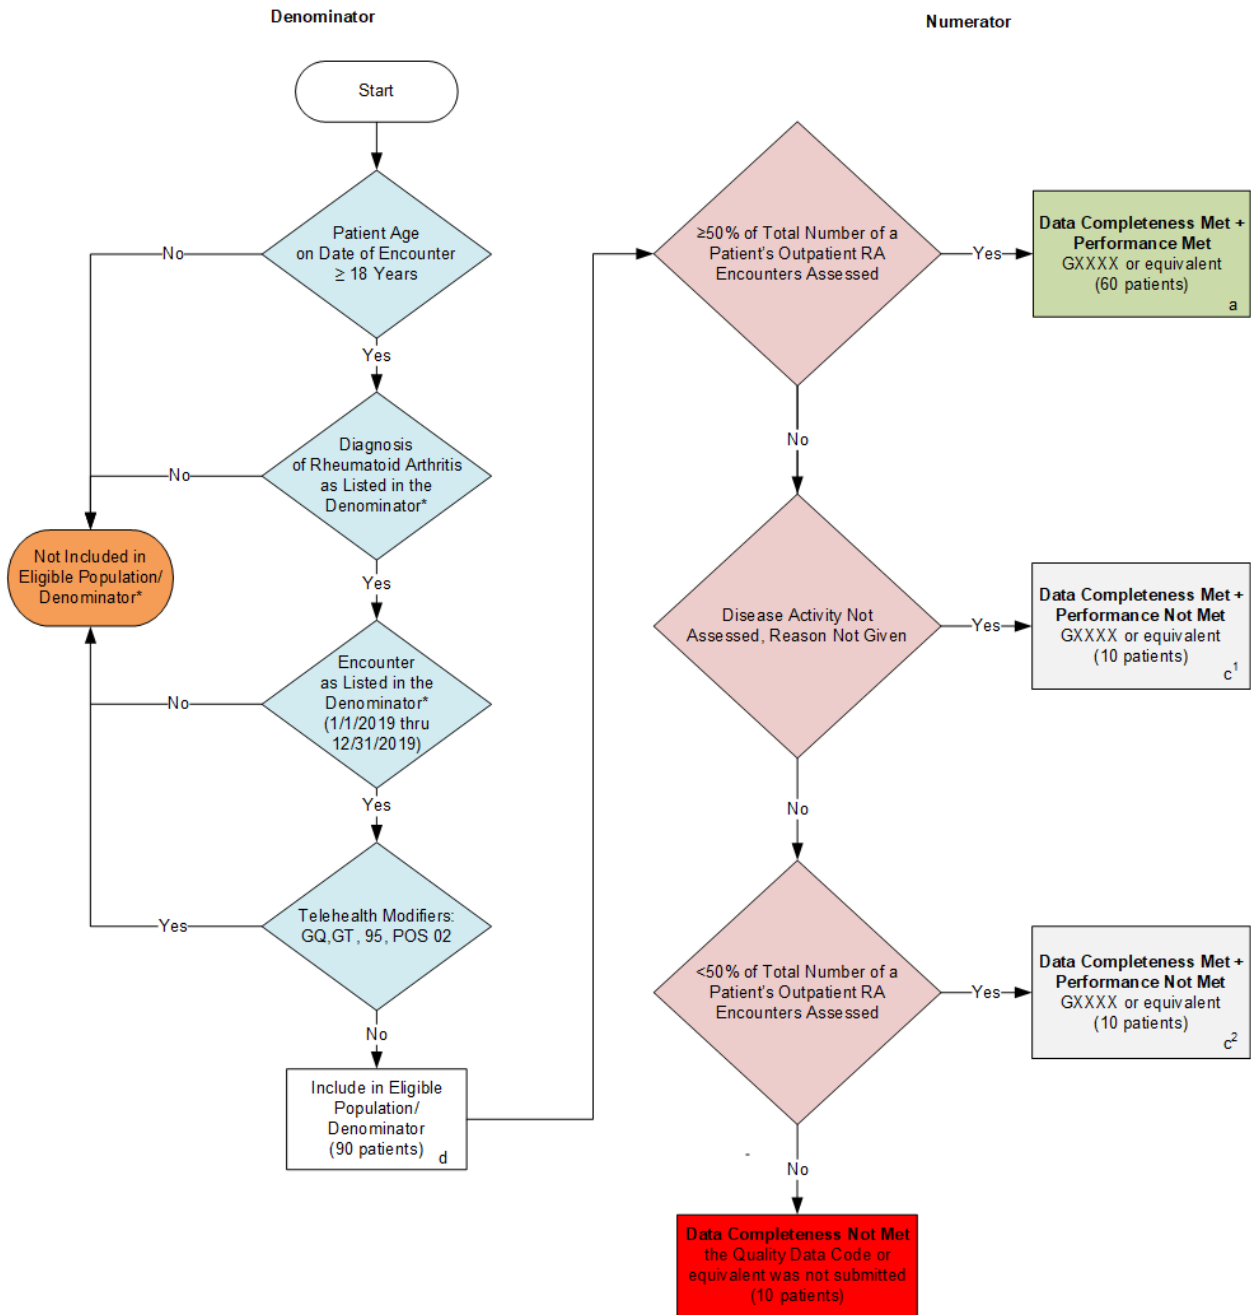 Denominator
Numerator
Start
Patient Age
on Date of Encounter
≥ 18 Years
No
Yes
Diagnosis
of Rheumatoid Arthritis
as Listed in the
Denominator*
No
Yes
Not Included in
Eligible Population/
Denominator*
Encounter
as Listed in the
Denominator*
(1/1/2019 thru
12/31/2019)
No
Yes
Telehealth Modifiers:
GQ,GT, 95, POS 02
Yes
No
Include in Eligible
Population/
Denominator
(90 patients)
d
≥50% of Total Number of a
Patient's Outpatient RA
Encounters Assessed
Yes
Data Completeness Met +
Performance Met
GXXXX or equivalent
(60 patients)
a
No
Disease Activity Not
Assessed, Reason Not Given
Yes
Data Completeness Met +
Performance Not Met
GXXXX or equivalent
(10 patients)
c¹
No
<50% of Total Number of a
Patient's Outpatient RA
Encounters Assessed
Yes
Data Completeness Met +
Performance Not Met
GXXXX or equivalent
(10 patients)
c²
No
Data Completeness Not Met
the Quality Data Code or
equivalent was not submitted
(10 patients)